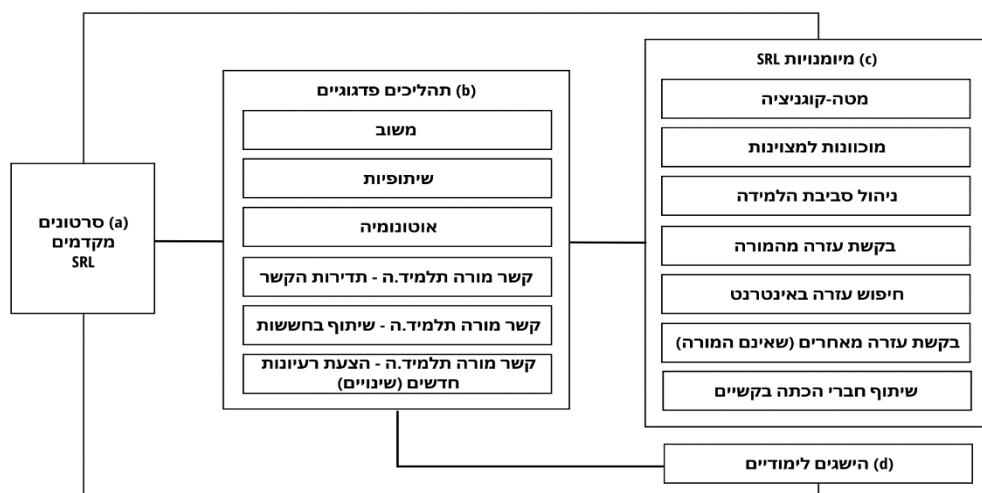 (a) סרטונים
מקדמים
SRL
(b) תהליכים פדגוגיים
משוב
שיתופיות
אוטונומיה
קשר מורה תלמיד.ה - תדירות הקשר
קשר מורה תלמיד.ה - שיתוף בחששות
קשר מורה תלמיד.ה - הצעת רעיונות
חדשים (שינויים)
(c) מיומנויות SRL
מטה-קוגניציה
מוכוונות למצוינות
ניהול סביבת הלמידה
בקשת עזרה מהמורה
חיפוש עזרה באינטרנט
בקשת עזרה מאחרים (שאינם המורה)
שיתוף חברי הכתה בקשיים
(d) הישגים לימודיים